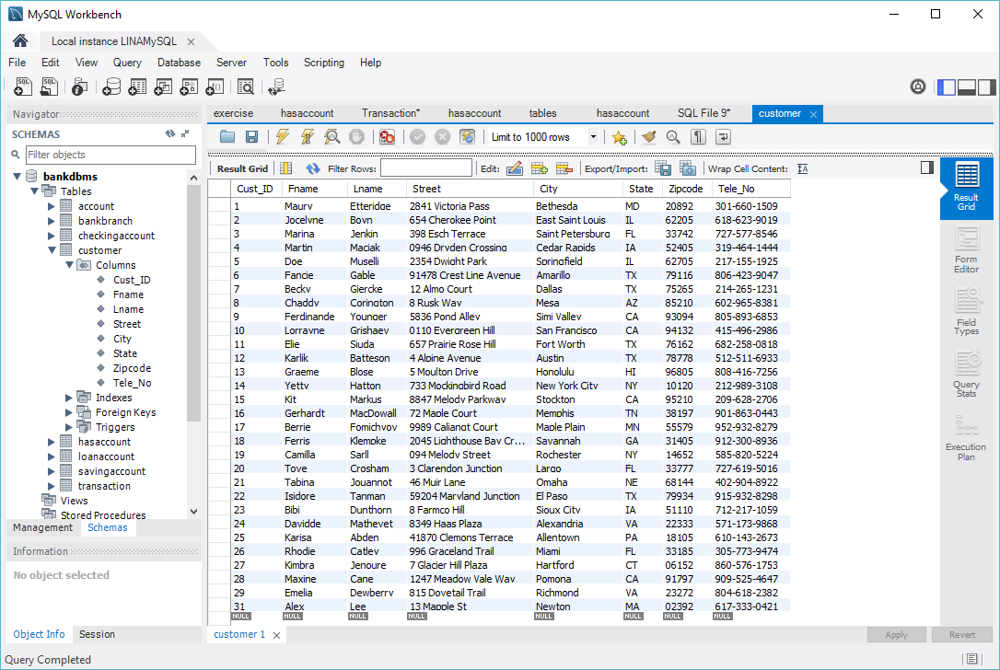 MySQL Workbench
Local instance LINAMySQL
File Edit View Query Database Server Tools Scripting Help
Navigator
SCHEMAS
Filter objects
bankdbms
Tables
account
bankbranch
checkingaccount
customer
Columns
Cust_ID
Fname
Lname
Street
City
State
Zipcode
Tele_No
Indexes
Foreign Keys
Triggers
hasaccount
loanaccount
savingaccount
transaction
Views
Stored Procedures
Management Schemas
Information
No object selected
Object Info Session
exercise hasaccount Transaction* hasaccount tables hasaccount SQL File 9* customer
Limit to 1000 rows
Result Grid Filter Rows: Edit: Export/Import: Wrap Cell Content:
Cust_ID Fname Lname Street City State Zipcode Tele_No
1 Maury Etteridge 2841 Victoria Pass Bethesda MD 20892 301-660-1509
2 Jocelyne Bovn 654 Cherokee Point East Saint Louis IL 62205 618-623-9019
3 Marina Jenkin 398 Esch Terrace Saint Petersburg FL 33742 727-577-8546
4 Martin Maciak 0946 Dryden Crossing Cedar Rapids IA 52405 319-464-1444
5 Doe Muselli 2354 Dwight Park Springfield IL 62705 217-155-1925
6 Fancie Gable 91478 Crest Line Avenue Amarillo TX 79116 806-423-9047
7 Becky Giercke 12 Almo Court Dallas TX 75265 214-265-1231
8 Chaddy Corington 8 Rusk Way Mesa AZ 85210 602-965-8381
9 Ferdinande Younger 5836 Pond Alley Simi Valley CA 93094 805-893-6853
10 Lorrayne Grishaev 0110 Evergreen Hill San Francisco CA 94132 415-496-2986
11 Elie Siuda 657 Prairie Rose Hill Fort Worth TX 76162 682-258-0818
12 Karlik Batteson 4 Alpine Avenue Austin TX 78778 512-511-6933
13 Graeme Blose 5 Moulton Drive Honolulu HI 96805 808-416-7256
14 Yetty Hatton 733 Mockingbird Road New York City NY 10120 212-989-3108
15 Kit Markus 8847 Melody Parkway Stockton CA 95210 209-628-2706
16 Gerhardt MacDowall 72 Maple Court Memphis TN 38197 901-863-0443
17 Berrie Fomichyov 9989 Caliangt Court Maple Plain MN 55579 952-932-8279
18 Ferris Klempke 2045 Lighthouse Bay Cr... Savannah GA 31405 912-300-8936
19 Camilla Sarll 094 Melody Street Rochester NY 14652 585-820-5224
20 Tove Crosham 3 Clarendon Junction Largo FL 33777 727-619-5016
21 Tabina Jouannot 46 Muir Lane Omaha NE 68144 402-904-8922
22 Isidore Tanman 59204 Maryland Junction El Paso TX 79934 915-932-8298
23 Bibi Dunthorn 8 Farmco Hill Sioux City IA 51110 712-217-1059
24 Davidde Mathevet 8349 Haas Plaza Alexandria VA 22333 571-173-9868
25 Karisa Abden 41870 Clemons Terrace Allentown PA 18105 610-143-2673
26 Rhodie Catley 996 Graceland Trail Miami FL 33185 305-773-9474
27 Kimbra Jenoure 7 Glacier Hill Plaza Hartford CT 06152 860-576-1753
28 Maxine Cane 1247 Meadow Vale Way Pomona CA 91797 909-525-4647
29 Emelia Dewberry 815 Dovetail Trail Richmond VA 23272 804-618-2382
31 Alex Lee 13 Mapple St Newton MA 02392 617-333-0421
NULL NULL NULL NULL NULL NULL NULL NULL
Result Grid
Form Editor
Field Types
Query Stats
Execution Plan
customer 1
Apply Revert
Query Completed